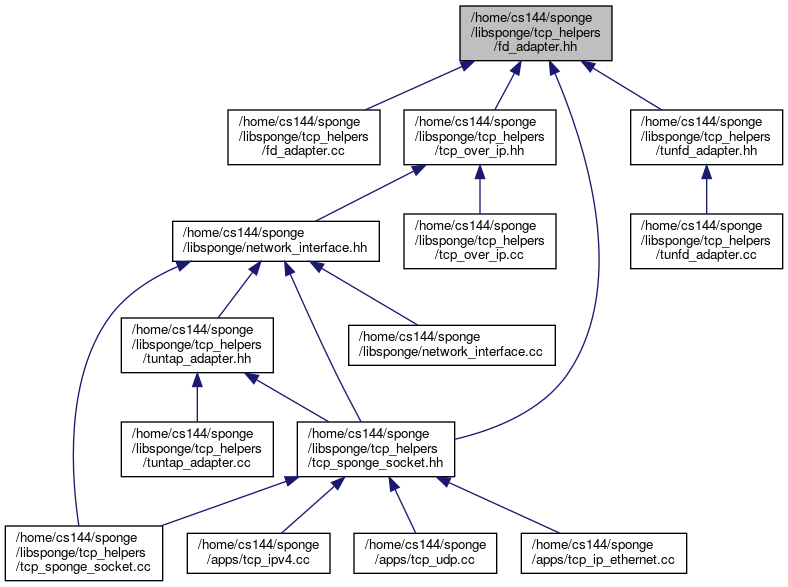 /home/cs144/sponge
/libsponge/tcp_helpers
/fd_adapter.hh
/home/cs144/sponge
/libsponge/tcp_helpers
/fd_adapter.cc
/home/cs144/sponge
/libsponge/tcp_helpers
/tcp_over_ip.hh
/home/cs144/sponge
/libsponge/tcp_helpers
/tunfd_adapter.hh
/home/cs144/sponge
/libsponge/network_interface.hh
/home/cs144/sponge
/libsponge/tcp_helpers
/tcp_over_ip.cc
/home/cs144/sponge
/libsponge/tcp_helpers
/tunfd_adapter.cc
/home/cs144/sponge
/libsponge/tcp_helpers
/tuntap_adapter.hh
/home/cs144/sponge
/libsponge/network_interface.cc
/home/cs144/sponge
/libsponge/tcp_helpers
/tuntap_adapter.cc
/home/cs144/sponge
/libsponge/tcp_helpers
/tcp_sponge_socket.hh
/home/cs144/sponge
/libsponge/tcp_helpers
/tcp_sponge_socket.cc
/home/cs144/sponge
/apps/tcp_ipv4.cc
/home/cs144/sponge
/apps/tcp_udp.cc
/home/cs144/sponge
/apps/tcp_ip_ethernet.cc